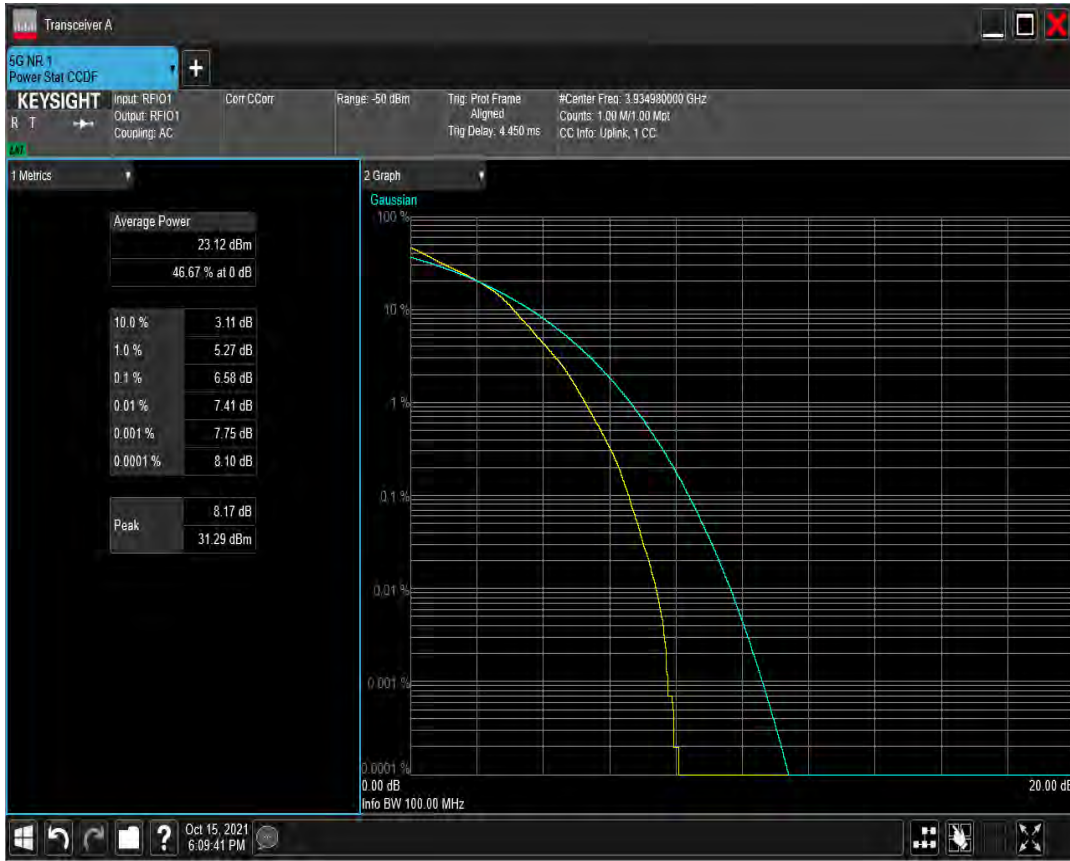 Transceiver A
5G NR 1
Power Stat CCDF
+
KEYSIGHT
R T
LXI
Input: RFIO1
Output: RFIO1
Coupling: AC
Corr CCorr
Range: -50 dBm
Trig: Prot Frame
Aligned
Trig Delay: 4.450 ms
#Center Freq: 3.934980000 GHz
Counts: 1.00 M/1.00 Mpt
CC Info: Uplink, 1 CC
1 Metrics
Average Power
23.12 dBm
46.67 % at 0 dB
10.0 % 3.11 dB
1.0 % 5.27 dB
0.1 % 6.58 dB
0.01 % 7.41 dB
0.001 % 7.75 dB
0.0001 % 8.10 dB
Peak 8.17 dB
31.29 dBm
2 Graph
Gaussian
100 %
10 %
1 %
0.1 %
0.01 %
0.001 %
0.0001 %
0.00 dB 20.00 dB
Info BW 100.00 MHz
?
Oct 15, 2021
6:09:41 PM